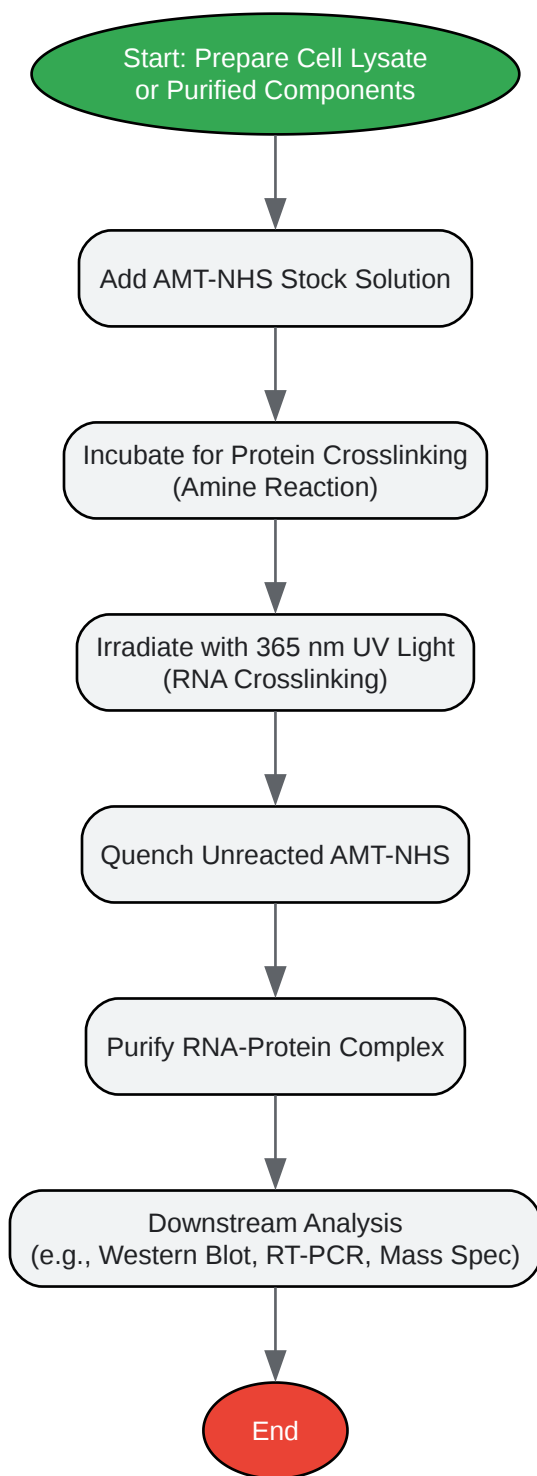 Start: Prepare Cell Lysate
or Purified Components
Add AMT-NHS Stock Solution
Incubate for Protein Crosslinking
(Amine Reaction)
Irradiate with 365 nm UV Light
(RNA Crosslinking)
Quench Unreacted AMT-NHS
Purify RNA-Protein Complex
Downstream Analysis
(e.g., Western Blot, RT-PCR, Mass Spec)
End